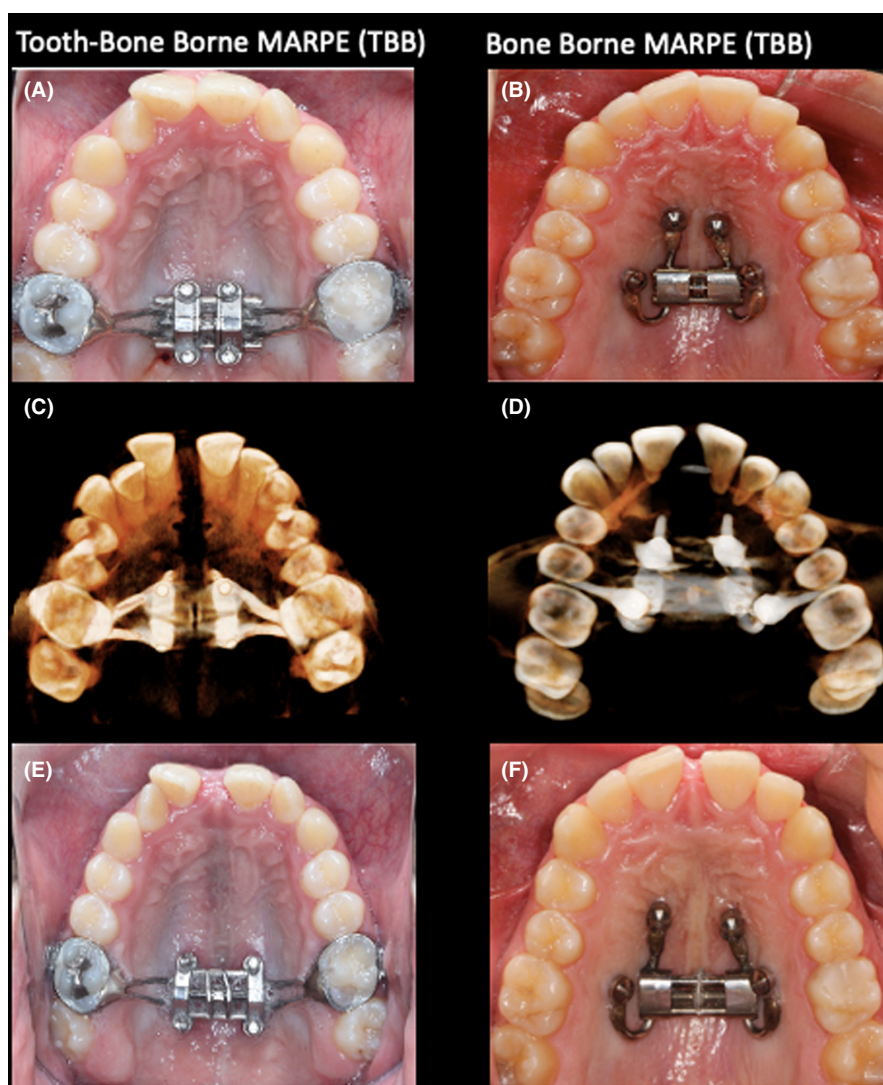 Tooth-Bone Borne MARPE (TBB)
Bone Borne MARPE (TBB)
(A)
(B)
(C)
(D)
(E)
(F)